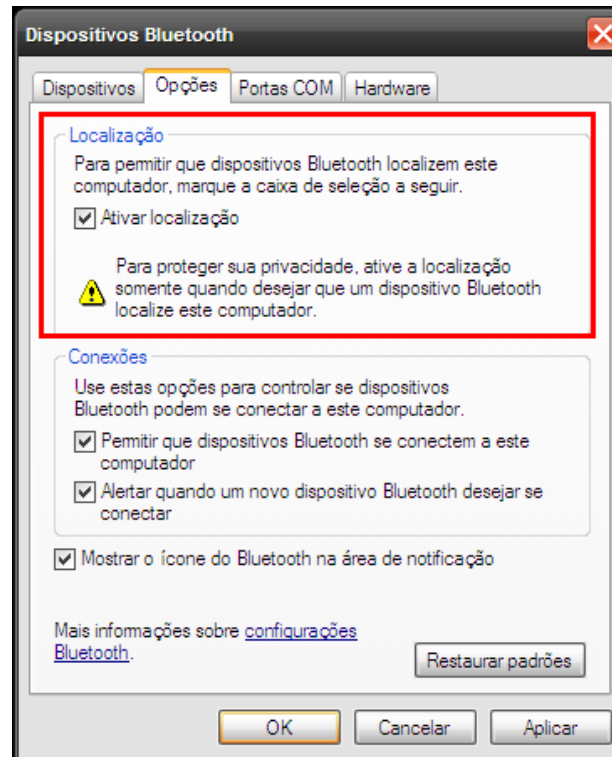 Dispositivos Bluetooth
Dispositivos
Opções
Portas COM
Hardware
Localização
Para permitir que dispositivos Bluetooth localizem este
computador, marque a caixa de seleção a seguir.
Ativar localização
Para proteger sua privacidade, ative a localização
somente quando desejar que um dispositivo Bluetooth
localize este computador.
Conexões
Use estas opções para controlar se dispositivos
Bluetooth podem se conectar a este computador.
Permitir que dispositivos Bluetooth se conectem a este
computador
Alertar quando um novo dispositivo Bluetooth desejar se
conectar
Mostrar o ícone do Bluetooth na área de notificação
Mais informações sobre configurações
Bluetooth.
Restaurar padrões
OK
Cancelar
Aplicar